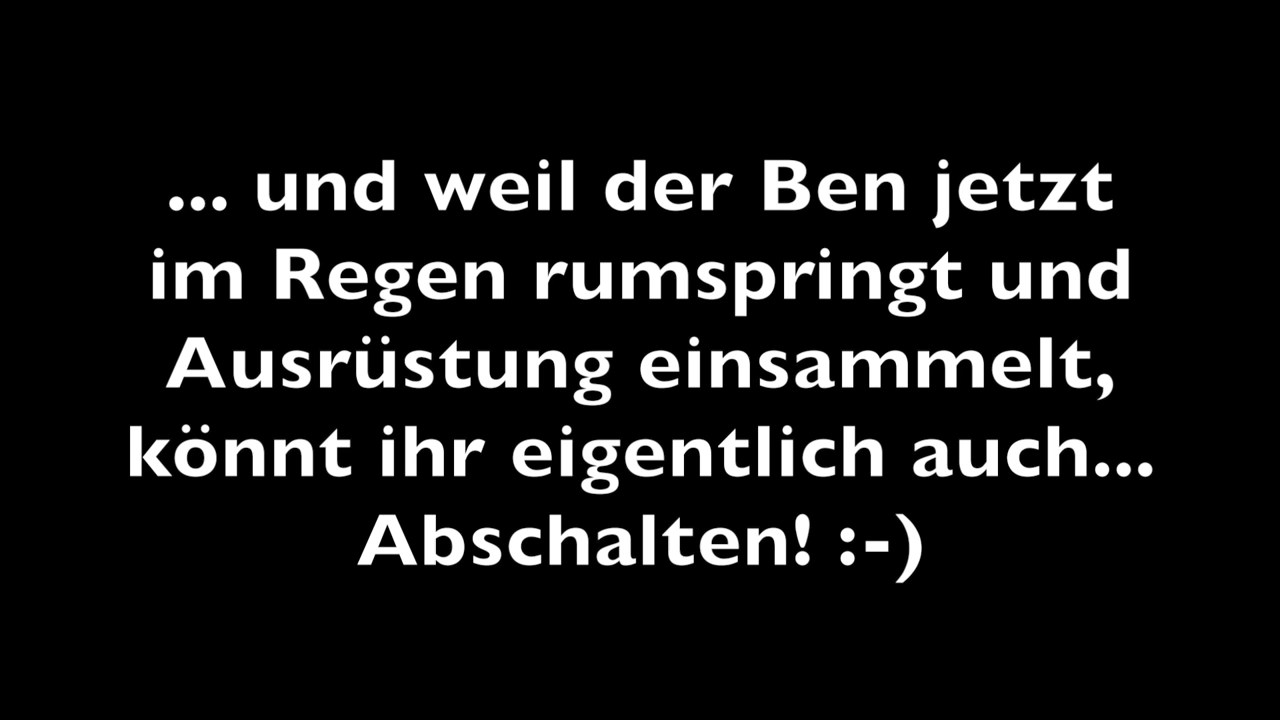 ... und weil der Ben jetzt
im Regen rumspringt und
Ausrüstung einsammelt,
könnt ihr eigentlich auch...
Abschalten! :-)